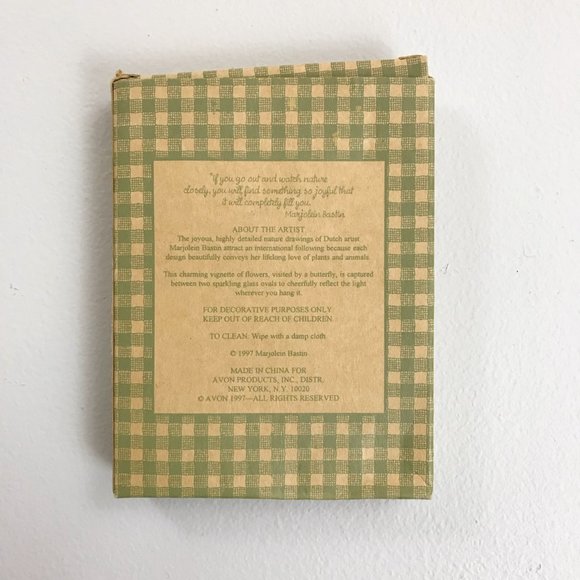 "If you go out and watch nature
closely, you will find something so joyful that
it will completely fill you."
Marjolein Bastin
ABOUT THE ARTIST
The joyous, highly detailed nature drawings of Dutch artist
Marjolein Bastin attract an international following because each
design beautifully conveys her lifelong love of plants and animals.
This charming vignette of flowers, visited by a butterfly, is captured
between two sparkling glass ovals to cheerfully reflect the light
wherever you hang it.
FOR DECORATIVE PURPOSES ONLY
KEEP OUT OF REACH OF CHILDREN
TO CLEAN: Wipe with a damp cloth
© 1997 Marjolein Bastin
MADE IN CHINA FOR
AVON PRODUCTS, INC., DISTR.
NEW YORK, N.Y. 10020
© AVON 1997—ALL RIGHTS RESERVED